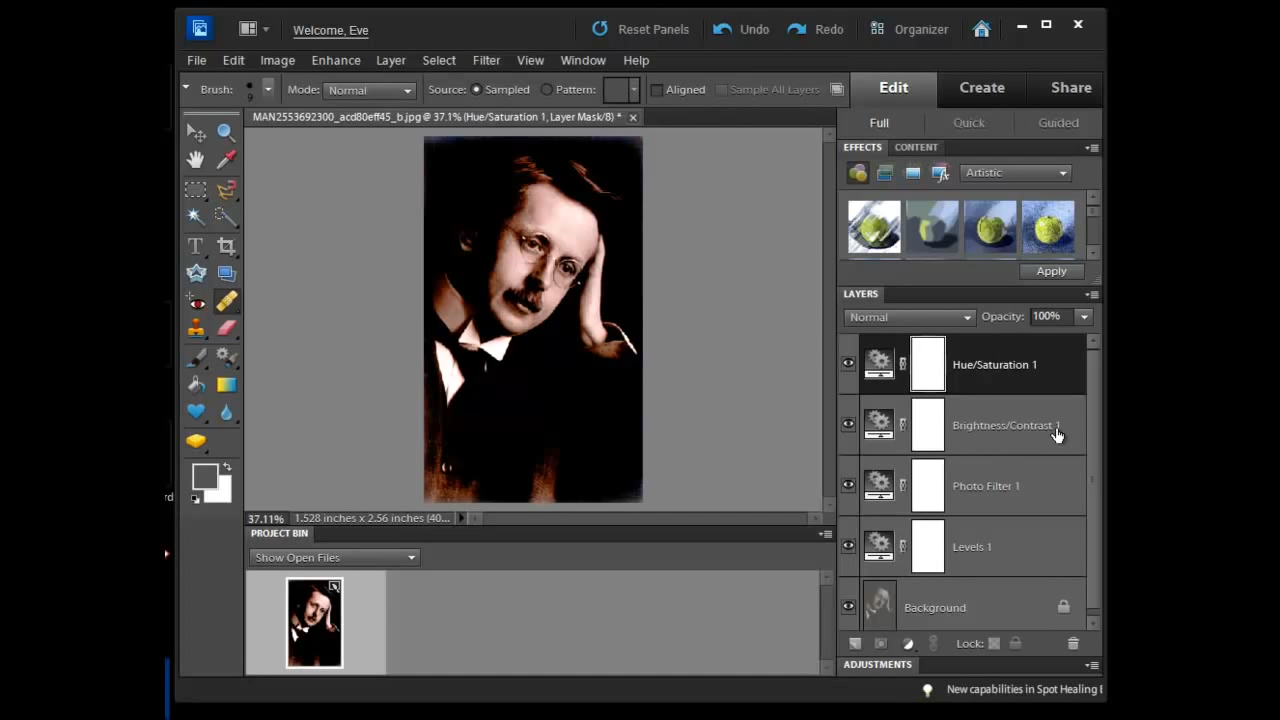 Welcome, Eve
Reset Panels
Undo
Redo
Organizer
File Edit Image Enhance Layer Select Filter View Window Help
Brush: 9 Mode: Normal Source: Sampled Pattern: Aligned Sample All Layers
Edit Create Share
MAN2553692300_acd80eff45_b.jpg @ 37.1% (Hue/Saturation 1, Layer Mask/8) *
Full Quick Guided
EFFECTS CONTENT
Artistic
Apply
LAYERS
Normal Opacity: 100%
Hue/Saturation 1
Brightness/Contrast 1
Photo Filter 1
Levels 1
Background
Lock:
ADJUSTMENTS
37.11% 1.528 inches x 2.56 inches (40...
PROJECT BIN
Show Open Files
New capabilities in Spot Healing
rd